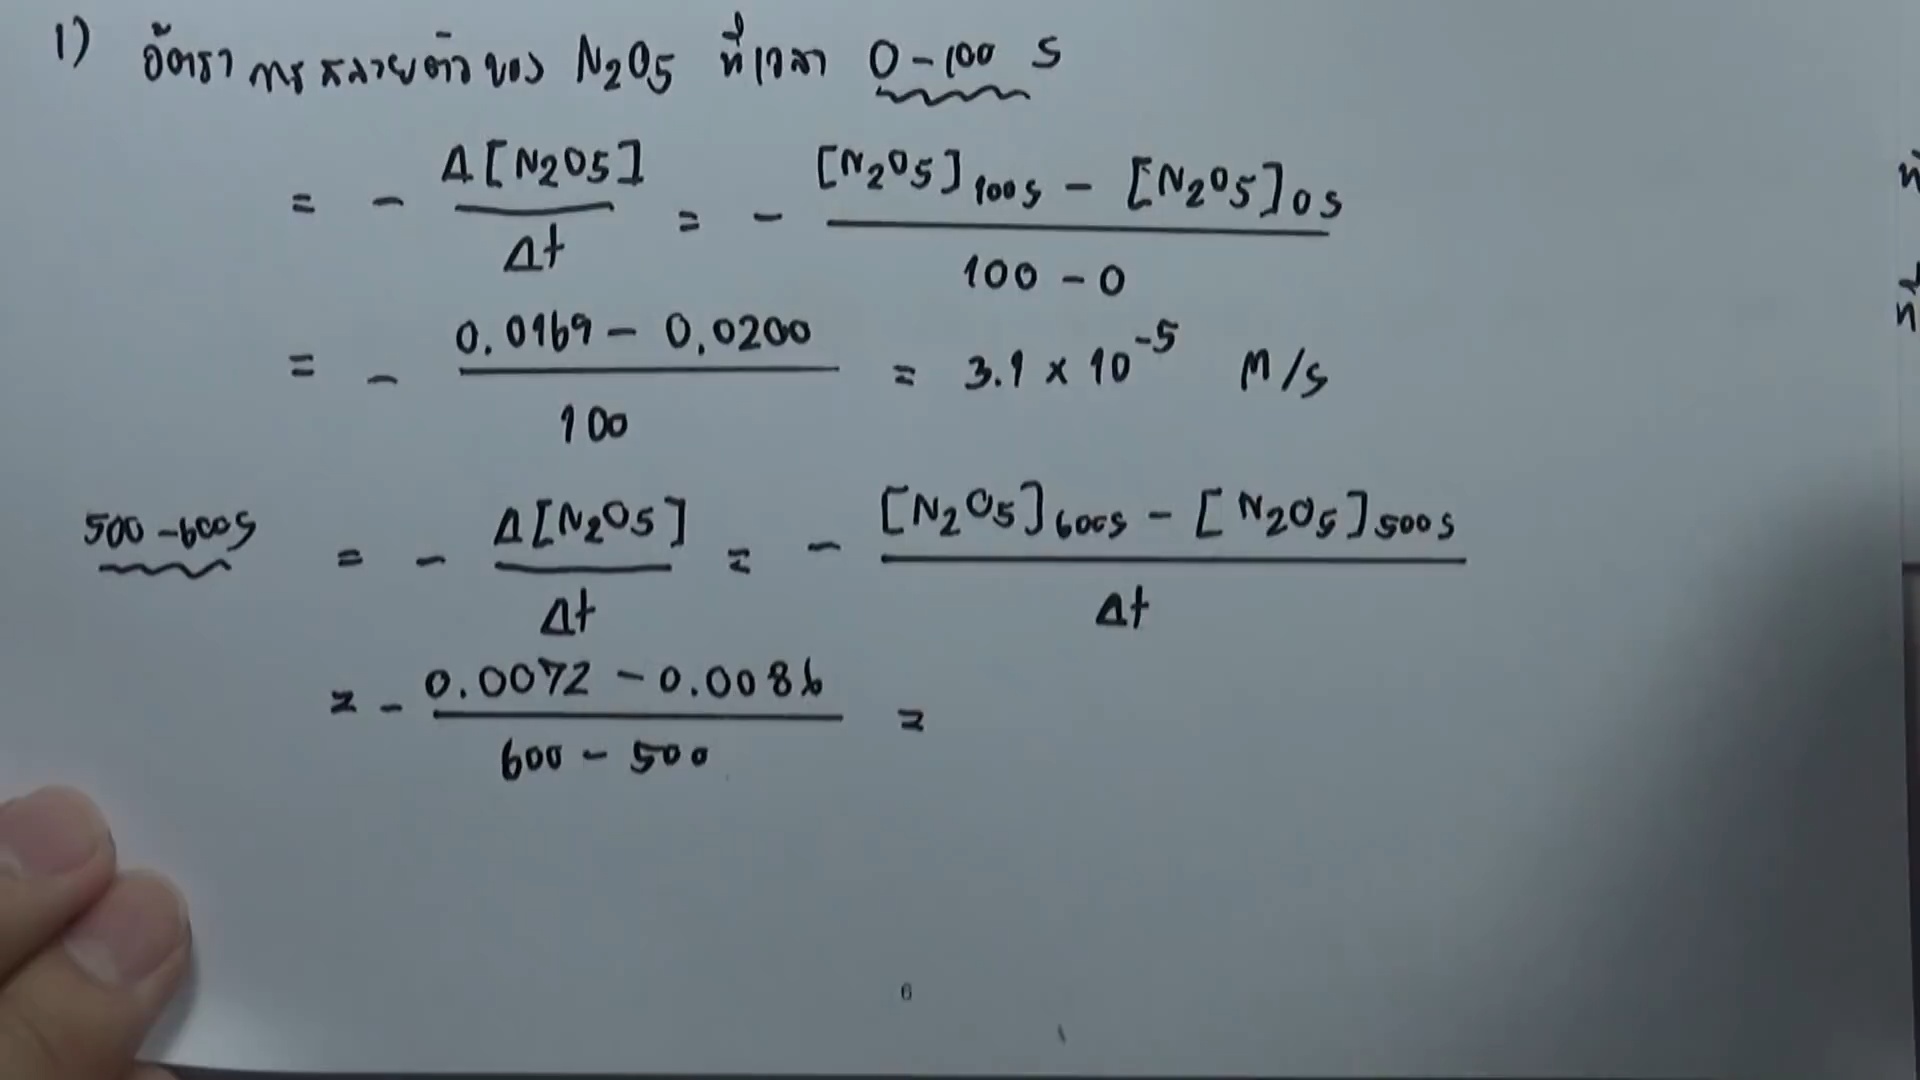 1) อัตราการสลายตัวของ N₂O₅ ที่เวลา 0 - 100 s
= - Δ[N₂O₅] / Δt = - [N₂O₅]₁₀₀ₛ - [N₂O₅]₀ ₛ / 100 - 0
= - 0.0169 - 0.0200 / 100 = 3.1 × 10⁻⁵ M/s
500 - 600 s = - Δ[N₂O₅] / Δt = - [N₂O₅]₆₀₀ₛ - [N₂O₅]₅₀₀ₛ / Δt
= - 0.0072 - 0.0086 / 600 - 500 =
6